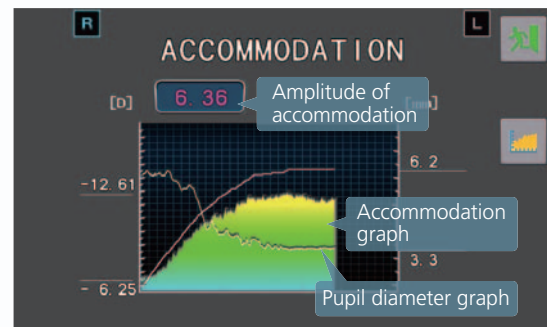 R
L
ACCOMMODATION
[D]
6.36
Amplitude of
accommodation
[mm]
-12.61
6.2
Accommodation
graph
3.3
- 6.25
Pupil diameter graph